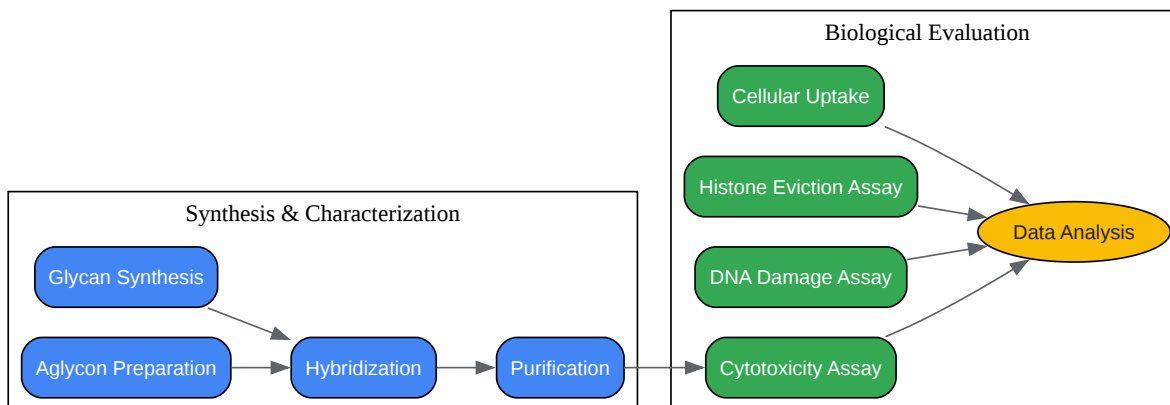 Biological Evaluation
Cellular Uptake
Histone Eviction Assay
Synthesis & Characterization
Data Analysis
Glycan Synthesis
DNA Damage Assay
Aglycon Preparation
Hybridization
Purification
Cytotoxicity Assay